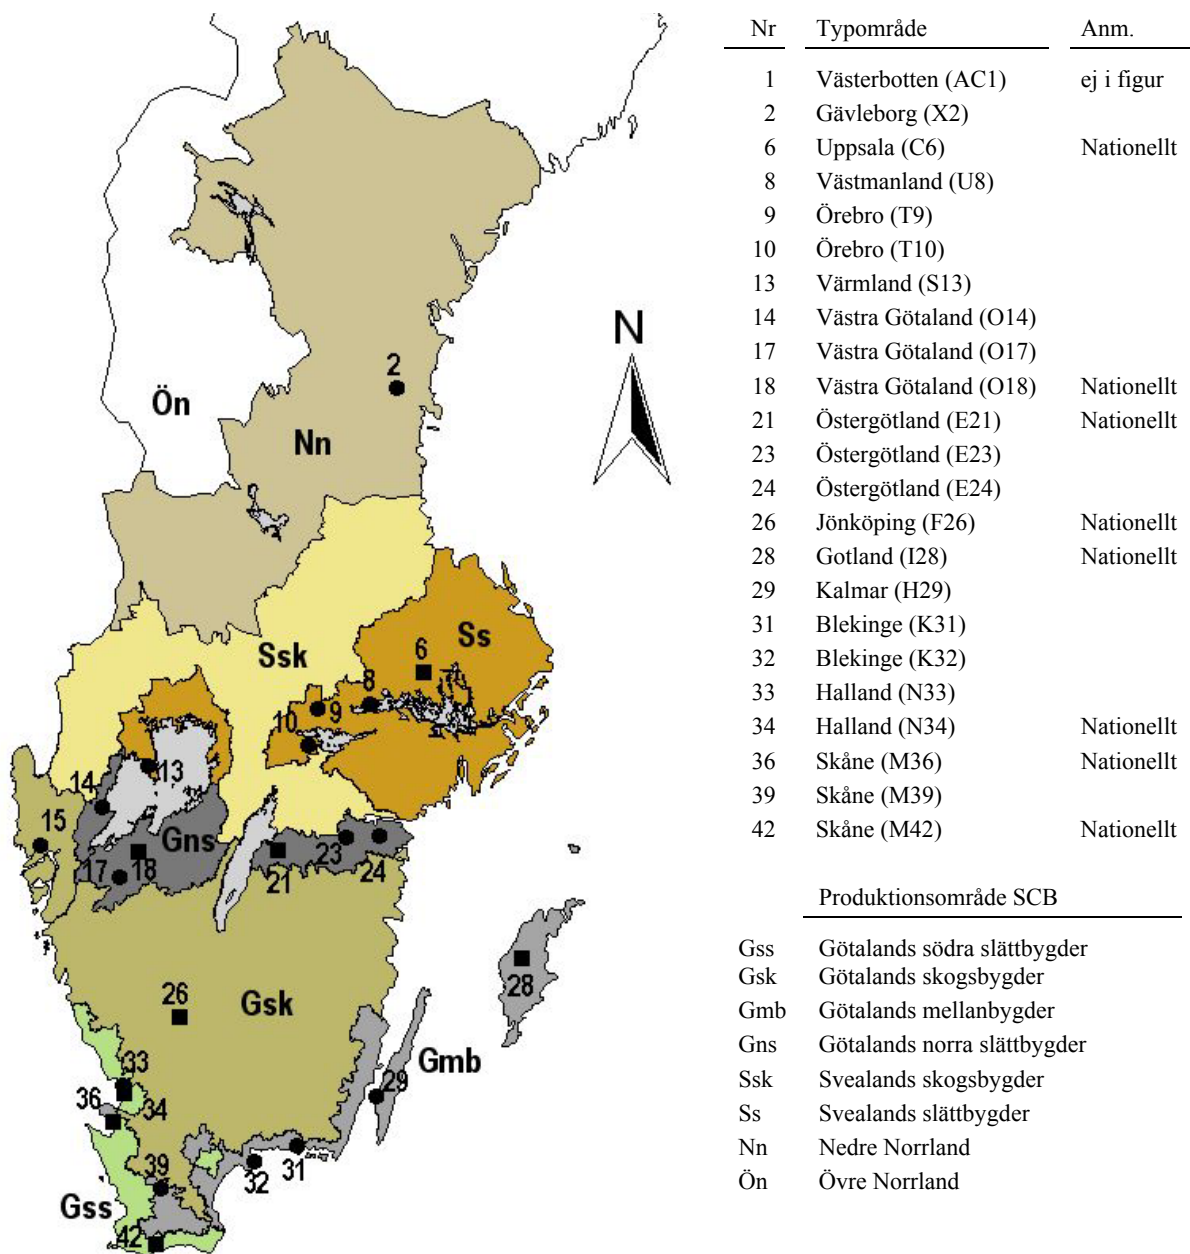 Nr Typområde Anm.
1 Västerbotten (AC1) ej i figur
2 Gävleborg (X2)
6 Uppsala (C6) Nationellt
8 Västmanland (U8)
9 Örebro (T9)
10 Örebro (T10)
13 Värmland (S13)
14 Västra Götaland (O14)
17 Västra Götaland (O17)
18 Västra Götaland (O18) Nationellt
21 Östergötland (E21) Nationellt
23 Östergötland (E23)
24 Östergötland (E24)
26 Jönköping (F26) Nationellt
28 Gotland (I28) Nationellt
29 Kalmar (H29)
31 Blekinge (K31)
32 Blekinge (K32)
33 Halland (N33)
34 Halland (N34) Nationellt
36 Skåne (M36) Nationellt
39 Skåne (M39)
42 Skåne (M42) Nationellt
Produktionsområde SCB
Gss Götalands södra slättbygder
Gsk Götalands skogsbygder
Gmb Götalands mellanbygder
Gns Götalands norra slättbygder
Ssk Svealands skogsbygder
Ss Svealands slättbygder
Nn Nedre Norrland
Ön Övre Norrland
N
2
Ön
Nn
Ss
Ssk
6
8
9
10
13
14
15
Gns
17
18
21
23
24
28
26
Gsk
Gmb
29
33
34
36
31
32
39
Gss
42